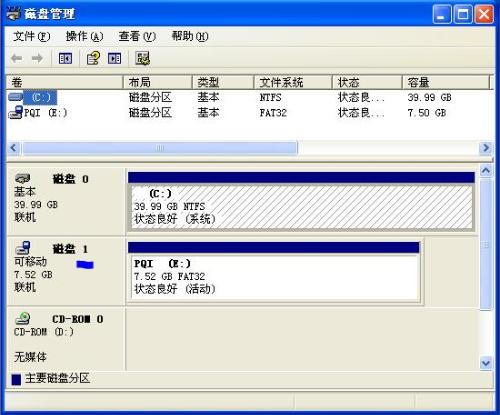 磁盘管理
文件(F) 操作(A) 查看(V) 帮助(H)
卷 布局 类型 文件系统 状态 容量
(C:) 磁盘分区 基本 NTFS 状态良... 39.99 GB
PQI (E:) 磁盘分区 基本 FAT32 状态良... 7.50 GB
磁盘 0
基本
39.99 GB
联机
(C:)
39.99 GB NTFS
状态良好 (系统)
磁盘 1
可移动
7.52 GB
联机
PQI (E:)
7.52 GB FAT32
状态良好 (活动)
CD-ROM 0
CD-ROM (D:)
无媒体
主要磁盘分区